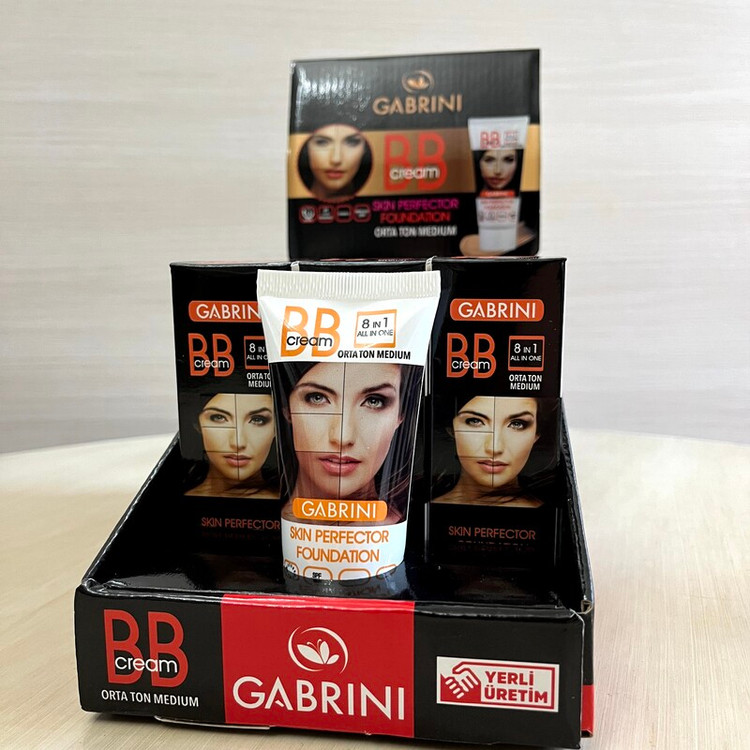 GABRINI
BB
cream
SKIN PERFECTOR
FOUNDATION
ORTA TON MEDIUM
GABRINI
BB
cream
8 IN 1
ALL IN ONE
ORTA TON
MEDIUM
SKIN PERFECTOR
BB
cream
8 IN 1
ALL IN ONE
ORTA TON MEDIUM
GABRINI
SKIN PERFECTOR
FOUNDATION
SPF
GABRINI
BB
cream
8 IN 1
ALL IN ONE
ORTA TON
MEDIUM
SKIN PERFECTOR
FOUNDATION
BB
cream
ORTA TON MEDIUM
GABRINI
YERLİ
ÜRETİM